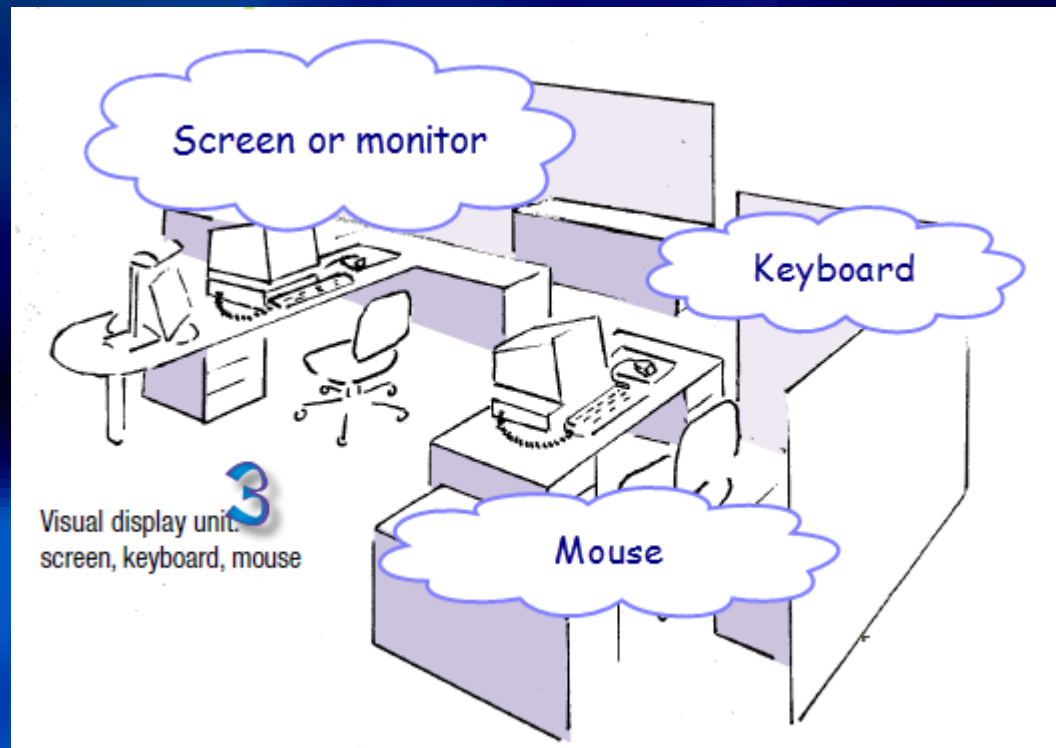 Screen or monitor
Keyboard
3
Visual display unit:
screen, keyboard, mouse
Mouse